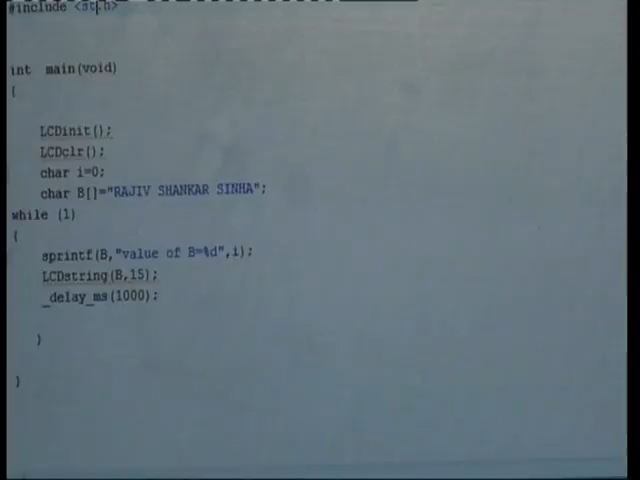 #include <st.h>
int main(void)
{
LCDinit();
LCDclr();
char i=0;
char B[]="RAJIV SHANKAR SINHA";
while (1)
{
sprintf(B,"value of B=%d",i);
LCDstring(B,15);
_delay_ms(1000);
}
}